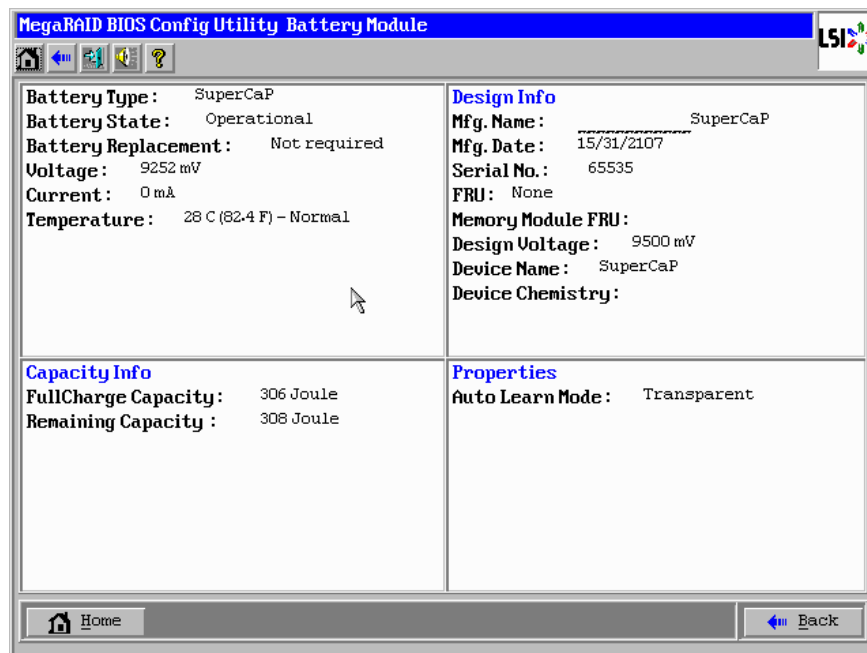 MegaRAID BIOS Config Utility Battery Module
LSI
Battery Type: SuperCaP
Battery State: Operational
Battery Replacement: Not required
Voltage: 9252 mV
Current: 0 mA
Temperature: 28 C (82.4 F) – Normal
Design Info
Mfg. Name: SuperCaP
Mfg. Date: 15/31/2107
Serial No.: 65535
FRU: None
Memory Module FRU:
Design Voltage: 9500 mV
Device Name: SuperCaP
Device Chemistry:
Capacity Info
FullCharge Capacity: 306 Joule
Remaining Capacity : 308 Joule
Properties
Auto Learn Mode: Transparent
Home
Back